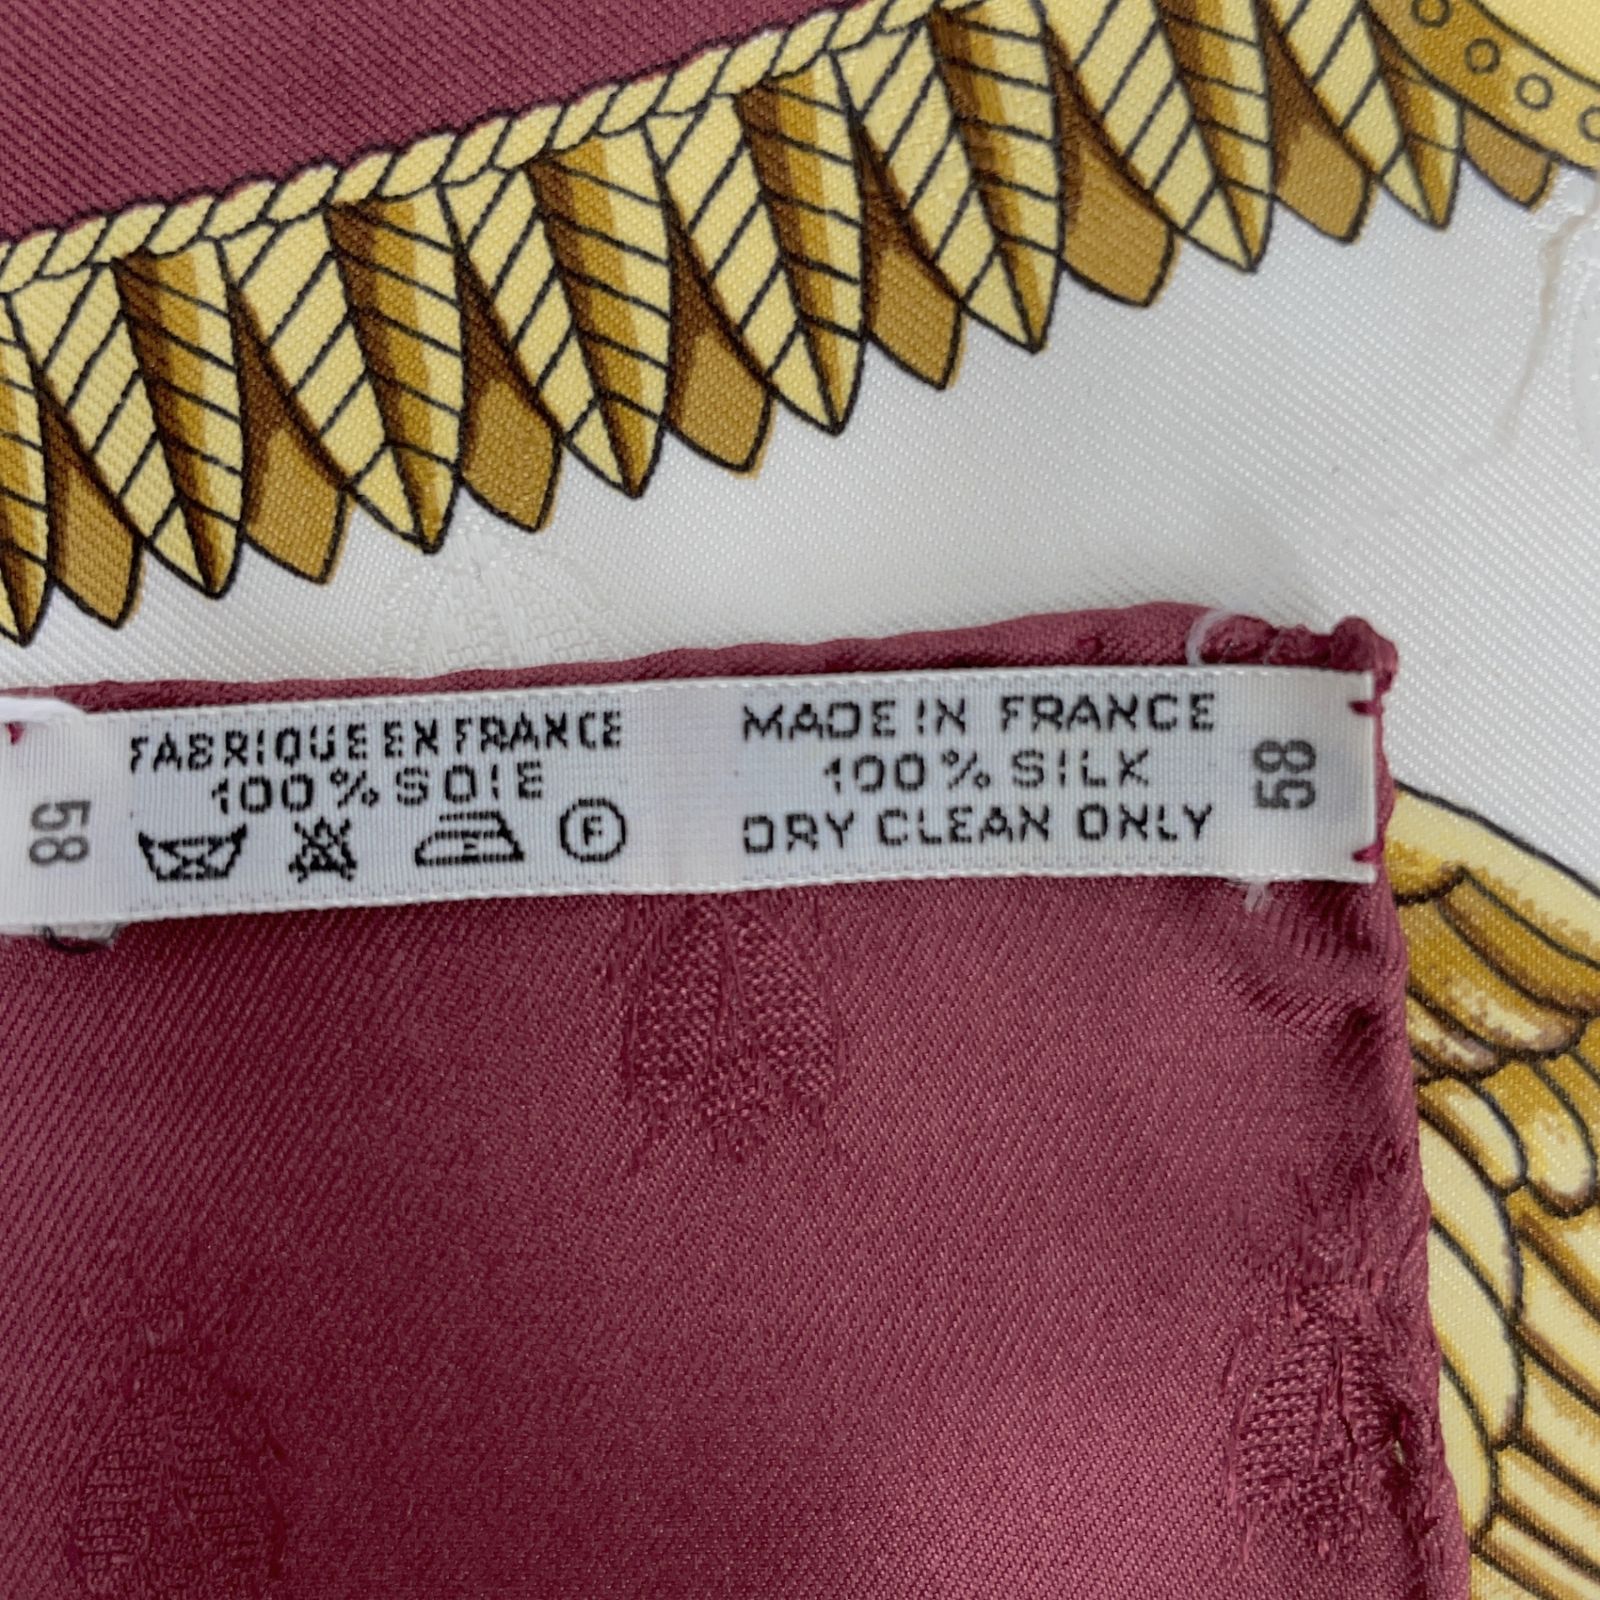 58
FABRIQUE EN FRANCE
100% SOIE
F
MADE IN FRANCE
100% SILK
DRY CLEAN ONLY
58